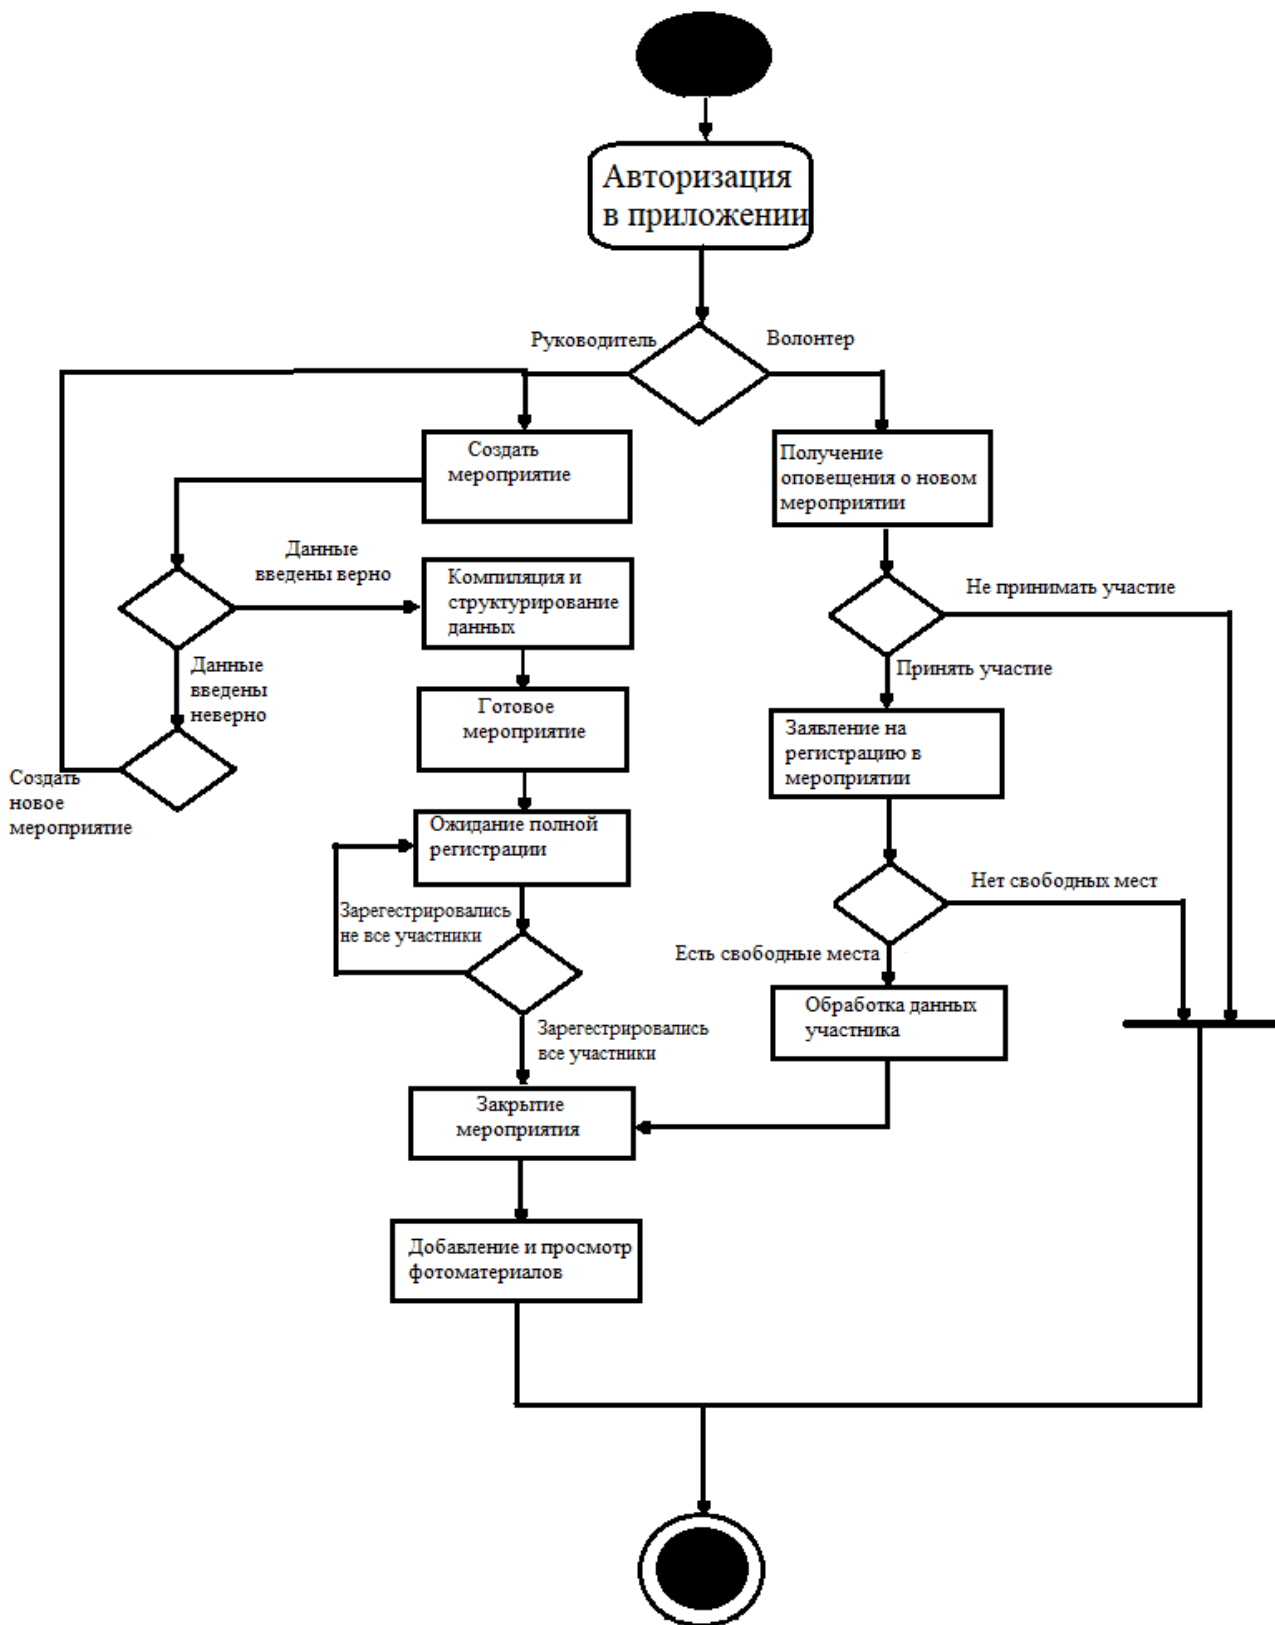 Авторизация
в приложении
Руководитель
Волонтер
Создать
мероприятие
Получение
оповещения о новом
мероприятии
Данные
введены верно
Компиляция и
структурирование
данных
Не принимать участие
Данные
введены
неверно
Принять участие
Готовое
мероприятие
Заявление на
регистрацию в
мероприятии
Создать
новое
мероприятие
Ожидание полной
регистрации
Нет свободных мест
Зарегестрировались
не все участники
Есть свободные места
Обработка данных
участника
Зарегестрировались
все участники
Закрытие
мероприятия
Добавление и просмотр
фотоматериалов